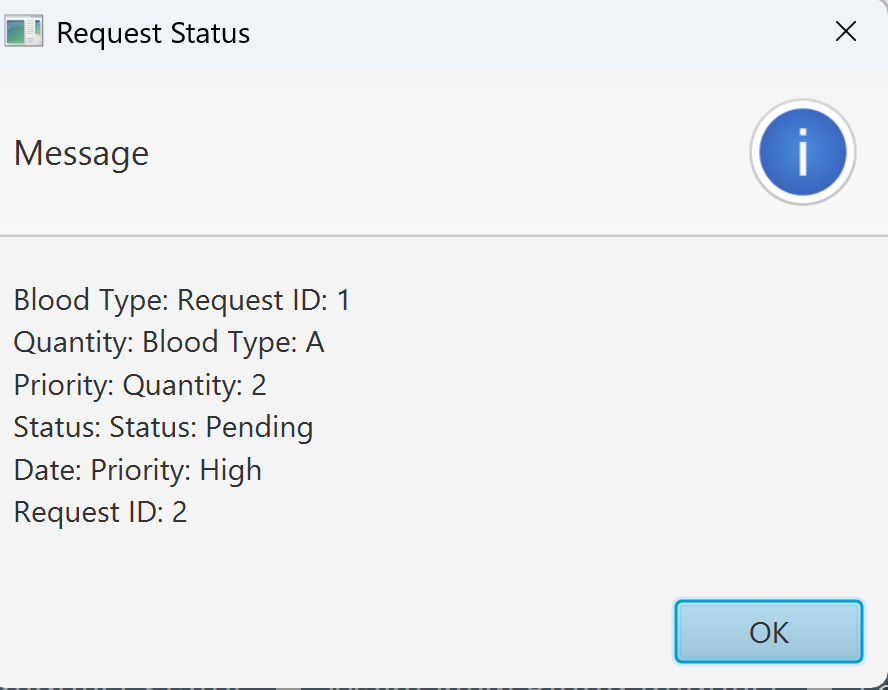 Request Status
Message
Blood Type: Request ID: 1
Quantity: Blood Type: A
Priority: Quantity: 2
Status: Status: Pending
Date: Priority: High
Request ID: 2
OK